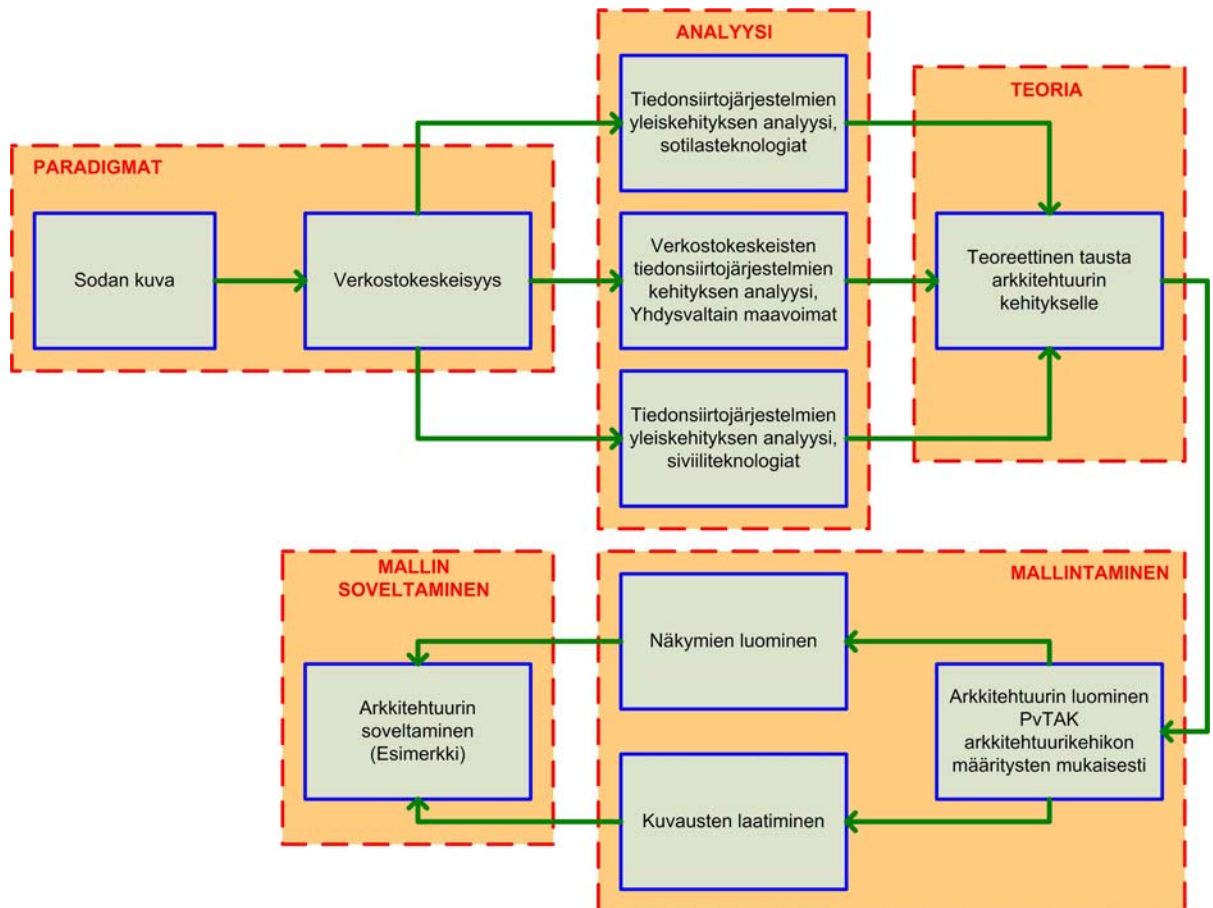 PARADIGMAT
Sodan kuva
Verkostokeskeisyys
ANALYYSI
Tiedonsiirtojärjestelmien
yleiskehityksen analyysi,
sotilasteknologiat
Verkostokeskeisten
tiedonsiirtojärjestelmien
kehityksen analyysi,
Yhdysvaltain maavoimat
Tiedonsiirtojärjestelmien
yleiskehityksen analyysi,
siviiliteknologiat
TEORIA
Teoreettinen tausta
arkkitehtuurin
kehitykselle
MALLINTAMINEN
Arkkitehtuurin luominen
PvTAK
arkkitehtuurikehikon
määritysten mukaisesti
Näkymien luominen
Kuvausten laatiminen
MALLIN
SOVELTAMINEN
Arkkitehtuurin
soveltaminen
(Esimerkki)